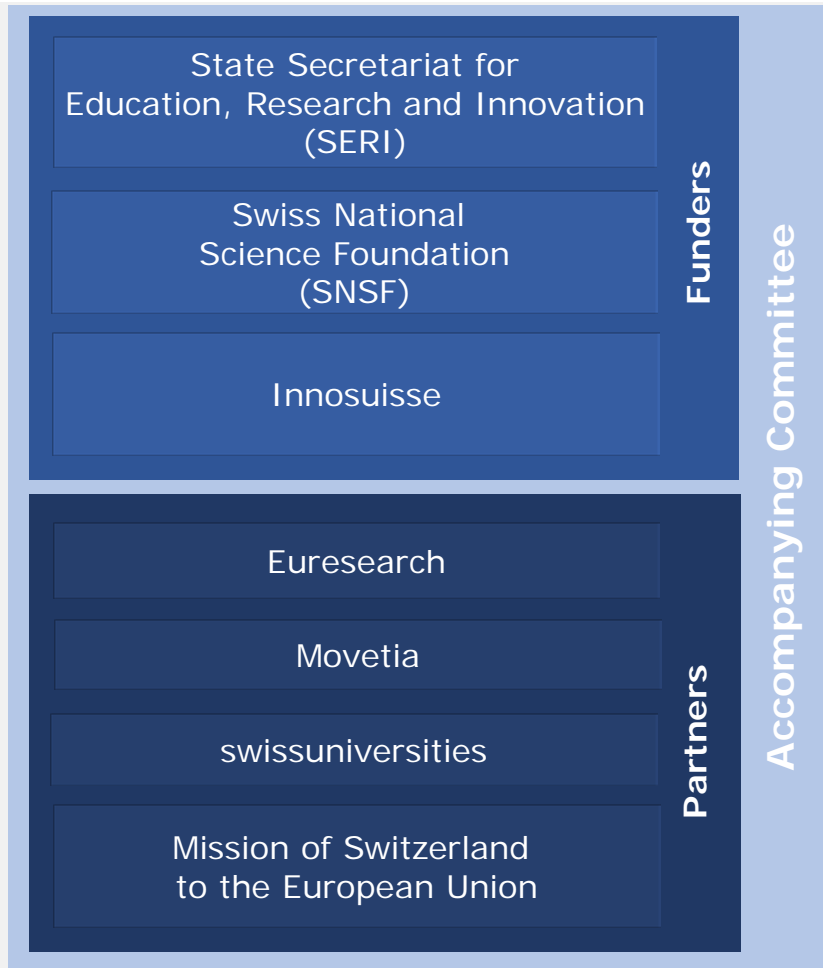 State Secretariat for
Education, Research and Innovation
(SERI)
Swiss National
Science Foundation
(SNSF)
Innosuisse
Funders
Euresearch
Movetia
swissuniversities
Mission of Switzerland
to the European Union
Partners
Accompanying Committee